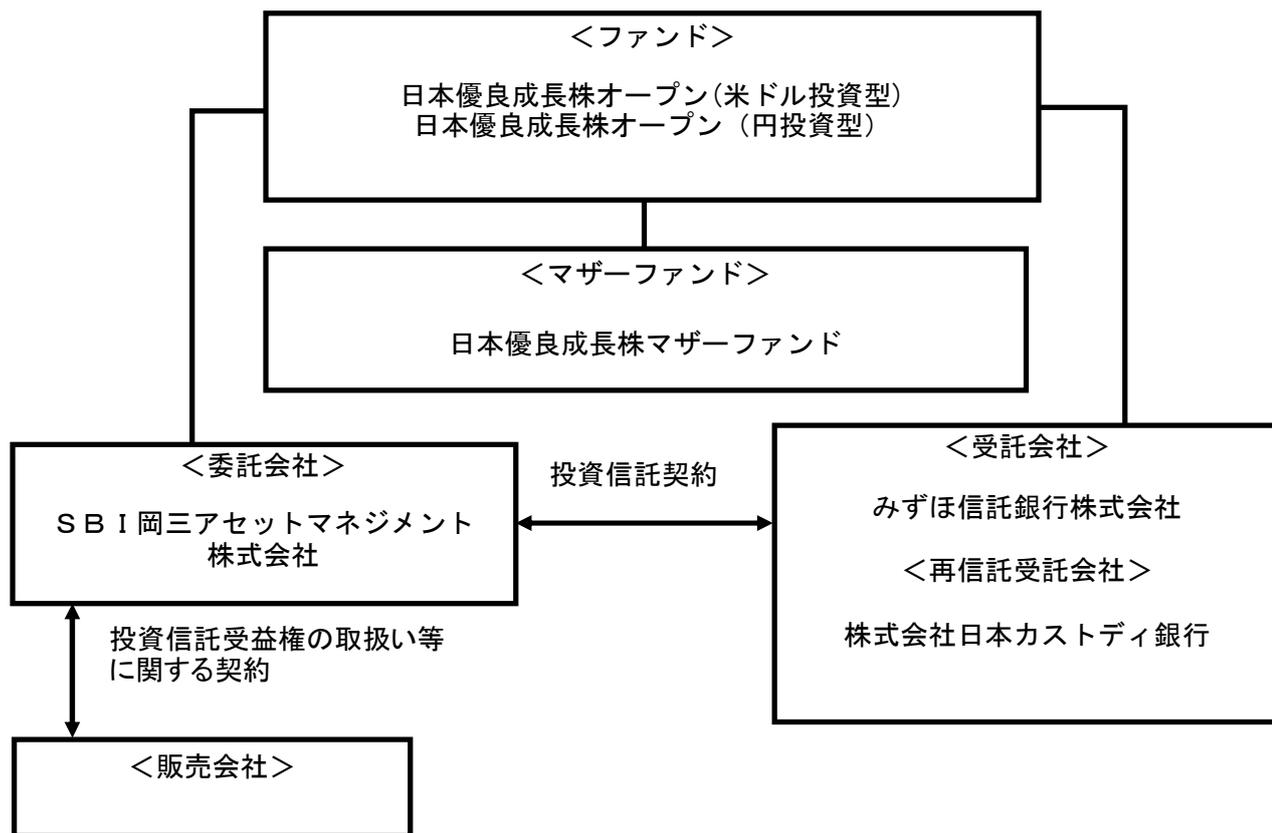 ＜ファンド＞
日本優良成長株オープン(米ドル投資型)
日本優良成長株オープン（円投資型）
＜マザーファンド＞
日本優良成長株マザーファンド
＜委託会社＞
ＳＢＩ岡三アセットマネジメント
株式会社
投資信託契約
＜受託会社＞
みずほ信託銀行株式会社
＜再信託受託会社＞
株式会社日本カストディ銀行
投資信託受益権の取扱い等
に関する契約
＜販売会社＞